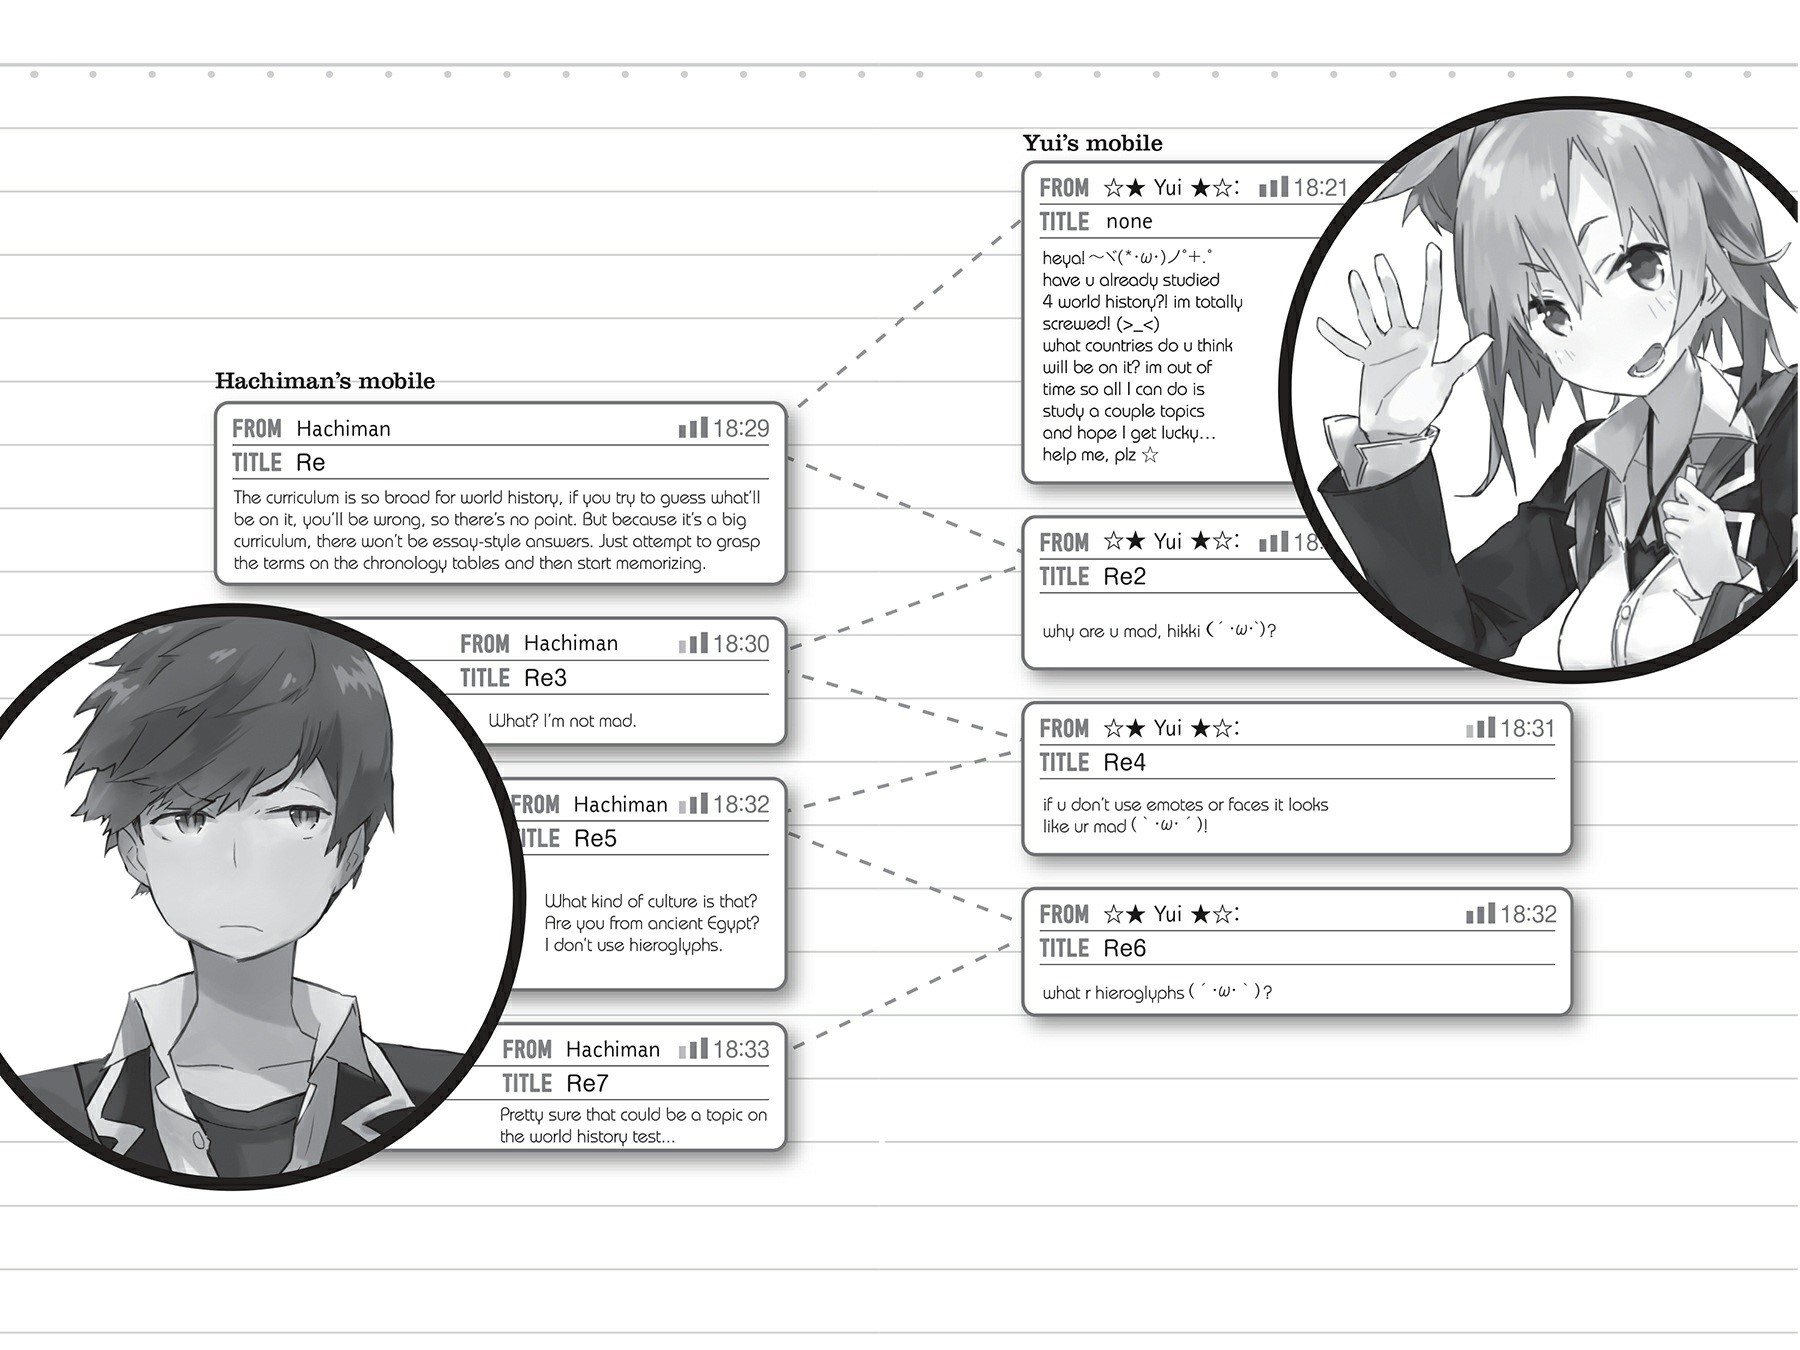 Yui's mobile
FROM ☆★ Yui ★☆: 18:21
TITLE none
heya! ～ヾ(*･ω･)ノ゚+.゚
have u already studied
4 world history?! im totally
screwed! (>_<)
what countries do u think
will be on it? im out of
time so all I can do is
study a couple topics
and hope I get lucky...
help me, plz ☆
Hachiman's mobile
FROM Hachiman 18:29
TITLE Re
The curriculum is so broad for world history, if you try to guess what'll
be on it, you'll be wrong, so there's no point. But because it's a big
curriculum, there won't be essay-style answers. Just attempt to grasp
the terms on the chronology tables and then start memorizing.
FROM ☆★ Yui ★☆: 18:
TITLE Re2
why are u mad, hikki (´･ω･`)?
FROM Hachiman 18:30
TITLE Re3
What? I'm not mad.
FROM ☆★ Yui ★☆: 18:31
TITLE Re4
if u don't use emotes or faces it looks
like ur mad (｀･ω･´)!
FROM Hachiman 18:32
TITLE Re5
What kind of culture is that?
Are you from ancient Egypt?
I don't use hieroglyphs.
FROM ☆★ Yui ★☆: 18:32
TITLE Re6
what r hieroglyphs (´･ω･`)?
FROM Hachiman 18:33
TITLE Re7
Pretty sure that could be a topic on
the world history test...